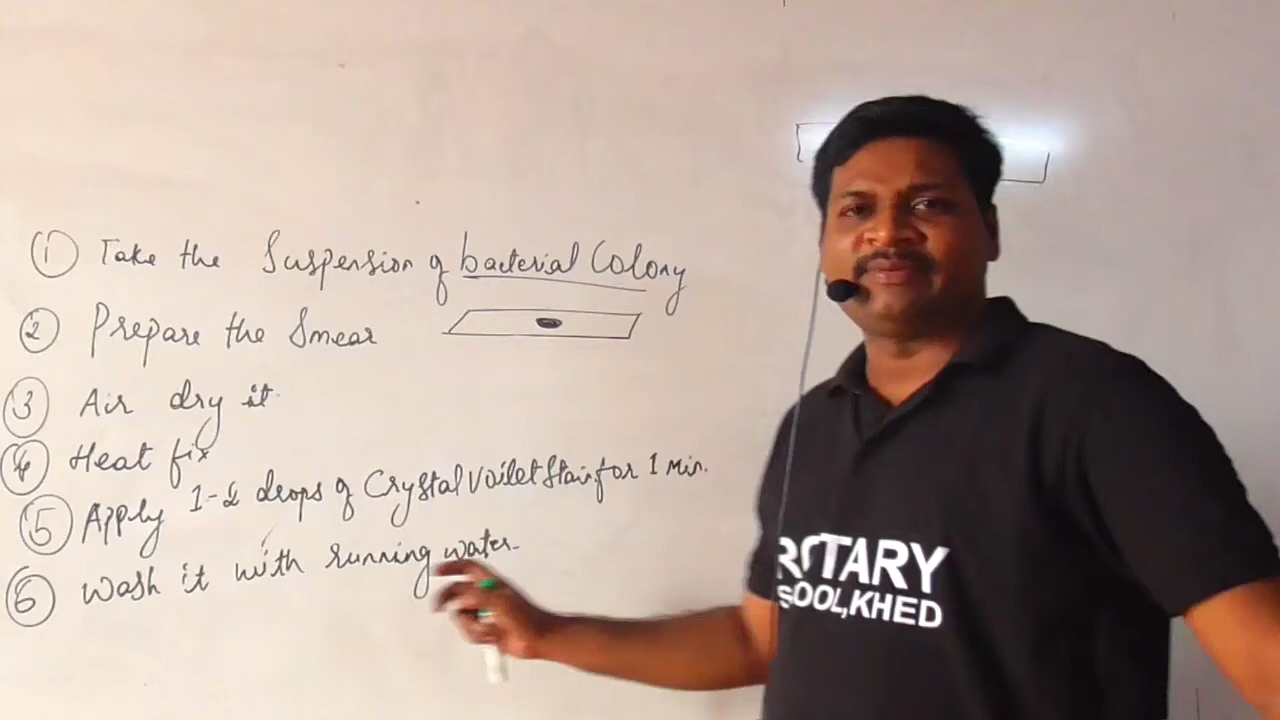 ① Take the Suspension of bacterial Colony
② Prepare the Smear
③ Air dry it
④ Heat fix
⑤ Apply 1-2 drops of Crystal Voilet Stain for 1 Min.
⑥ Wash it with running water.
ROTARY
SOOL,KHED